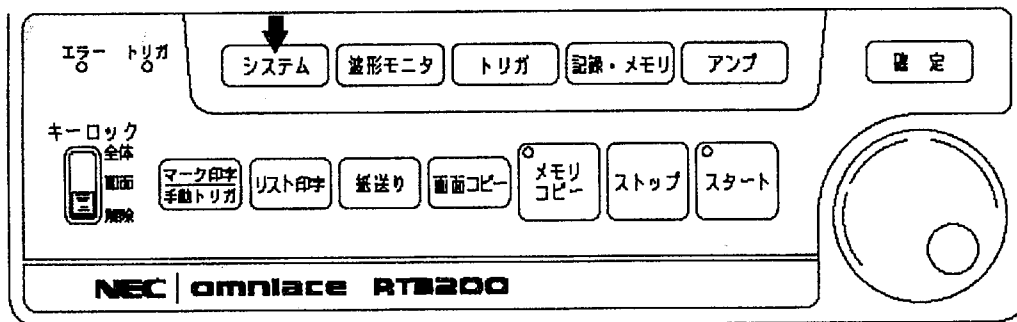 エラー トリガ
システム 波形モニタ トリガ 記録・メモリ アンプ 確 定
キーロック
全体
画面
解除
マーク印字
手動トリガ
リスト印字 紙送り 画面コピー
メモリ
コピー
ストップ スタート
NEC omniace RT3200